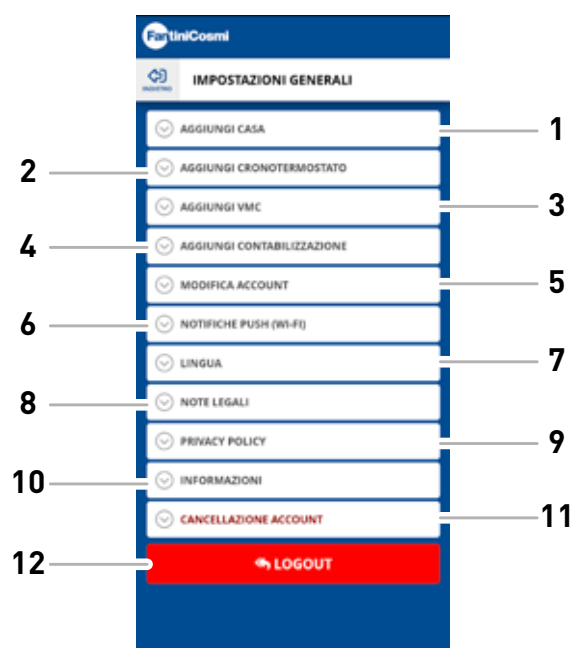 FantiniCosmi
INDIETRO
IMPOSTAZIONI GENERALI
AGGIUNGI CASA
1
2
AGGIUNGI CRONOTERMOSTATO
AGGIUNGI VMC
3
4
AGGIUNGI CONTABILIZZAZIONE
MODIFICA ACCOUNT
5
6
NOTIFICHE PUSH (WI-FI)
LINGUA
7
8
NOTE LEGALI
PRIVACY POLICY
9
10
INFORMAZIONI
CANCELLAZIONE ACCOUNT
11
12
LOGOUT